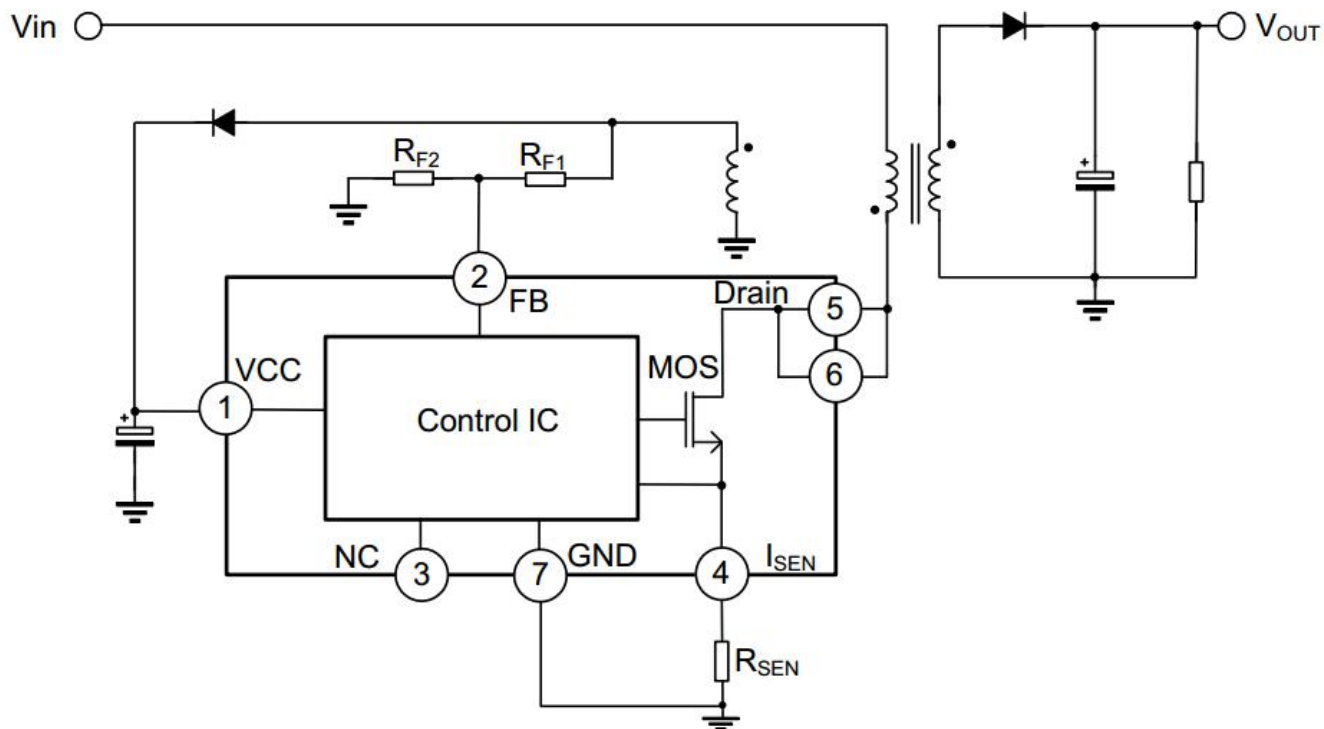 Vin
VOUT
RF2
RF1
2
FB
Drain
5
VCC
MOS
6
1
Control IC
NC
GND
ISEN
3
7
4
RSEN
+
+